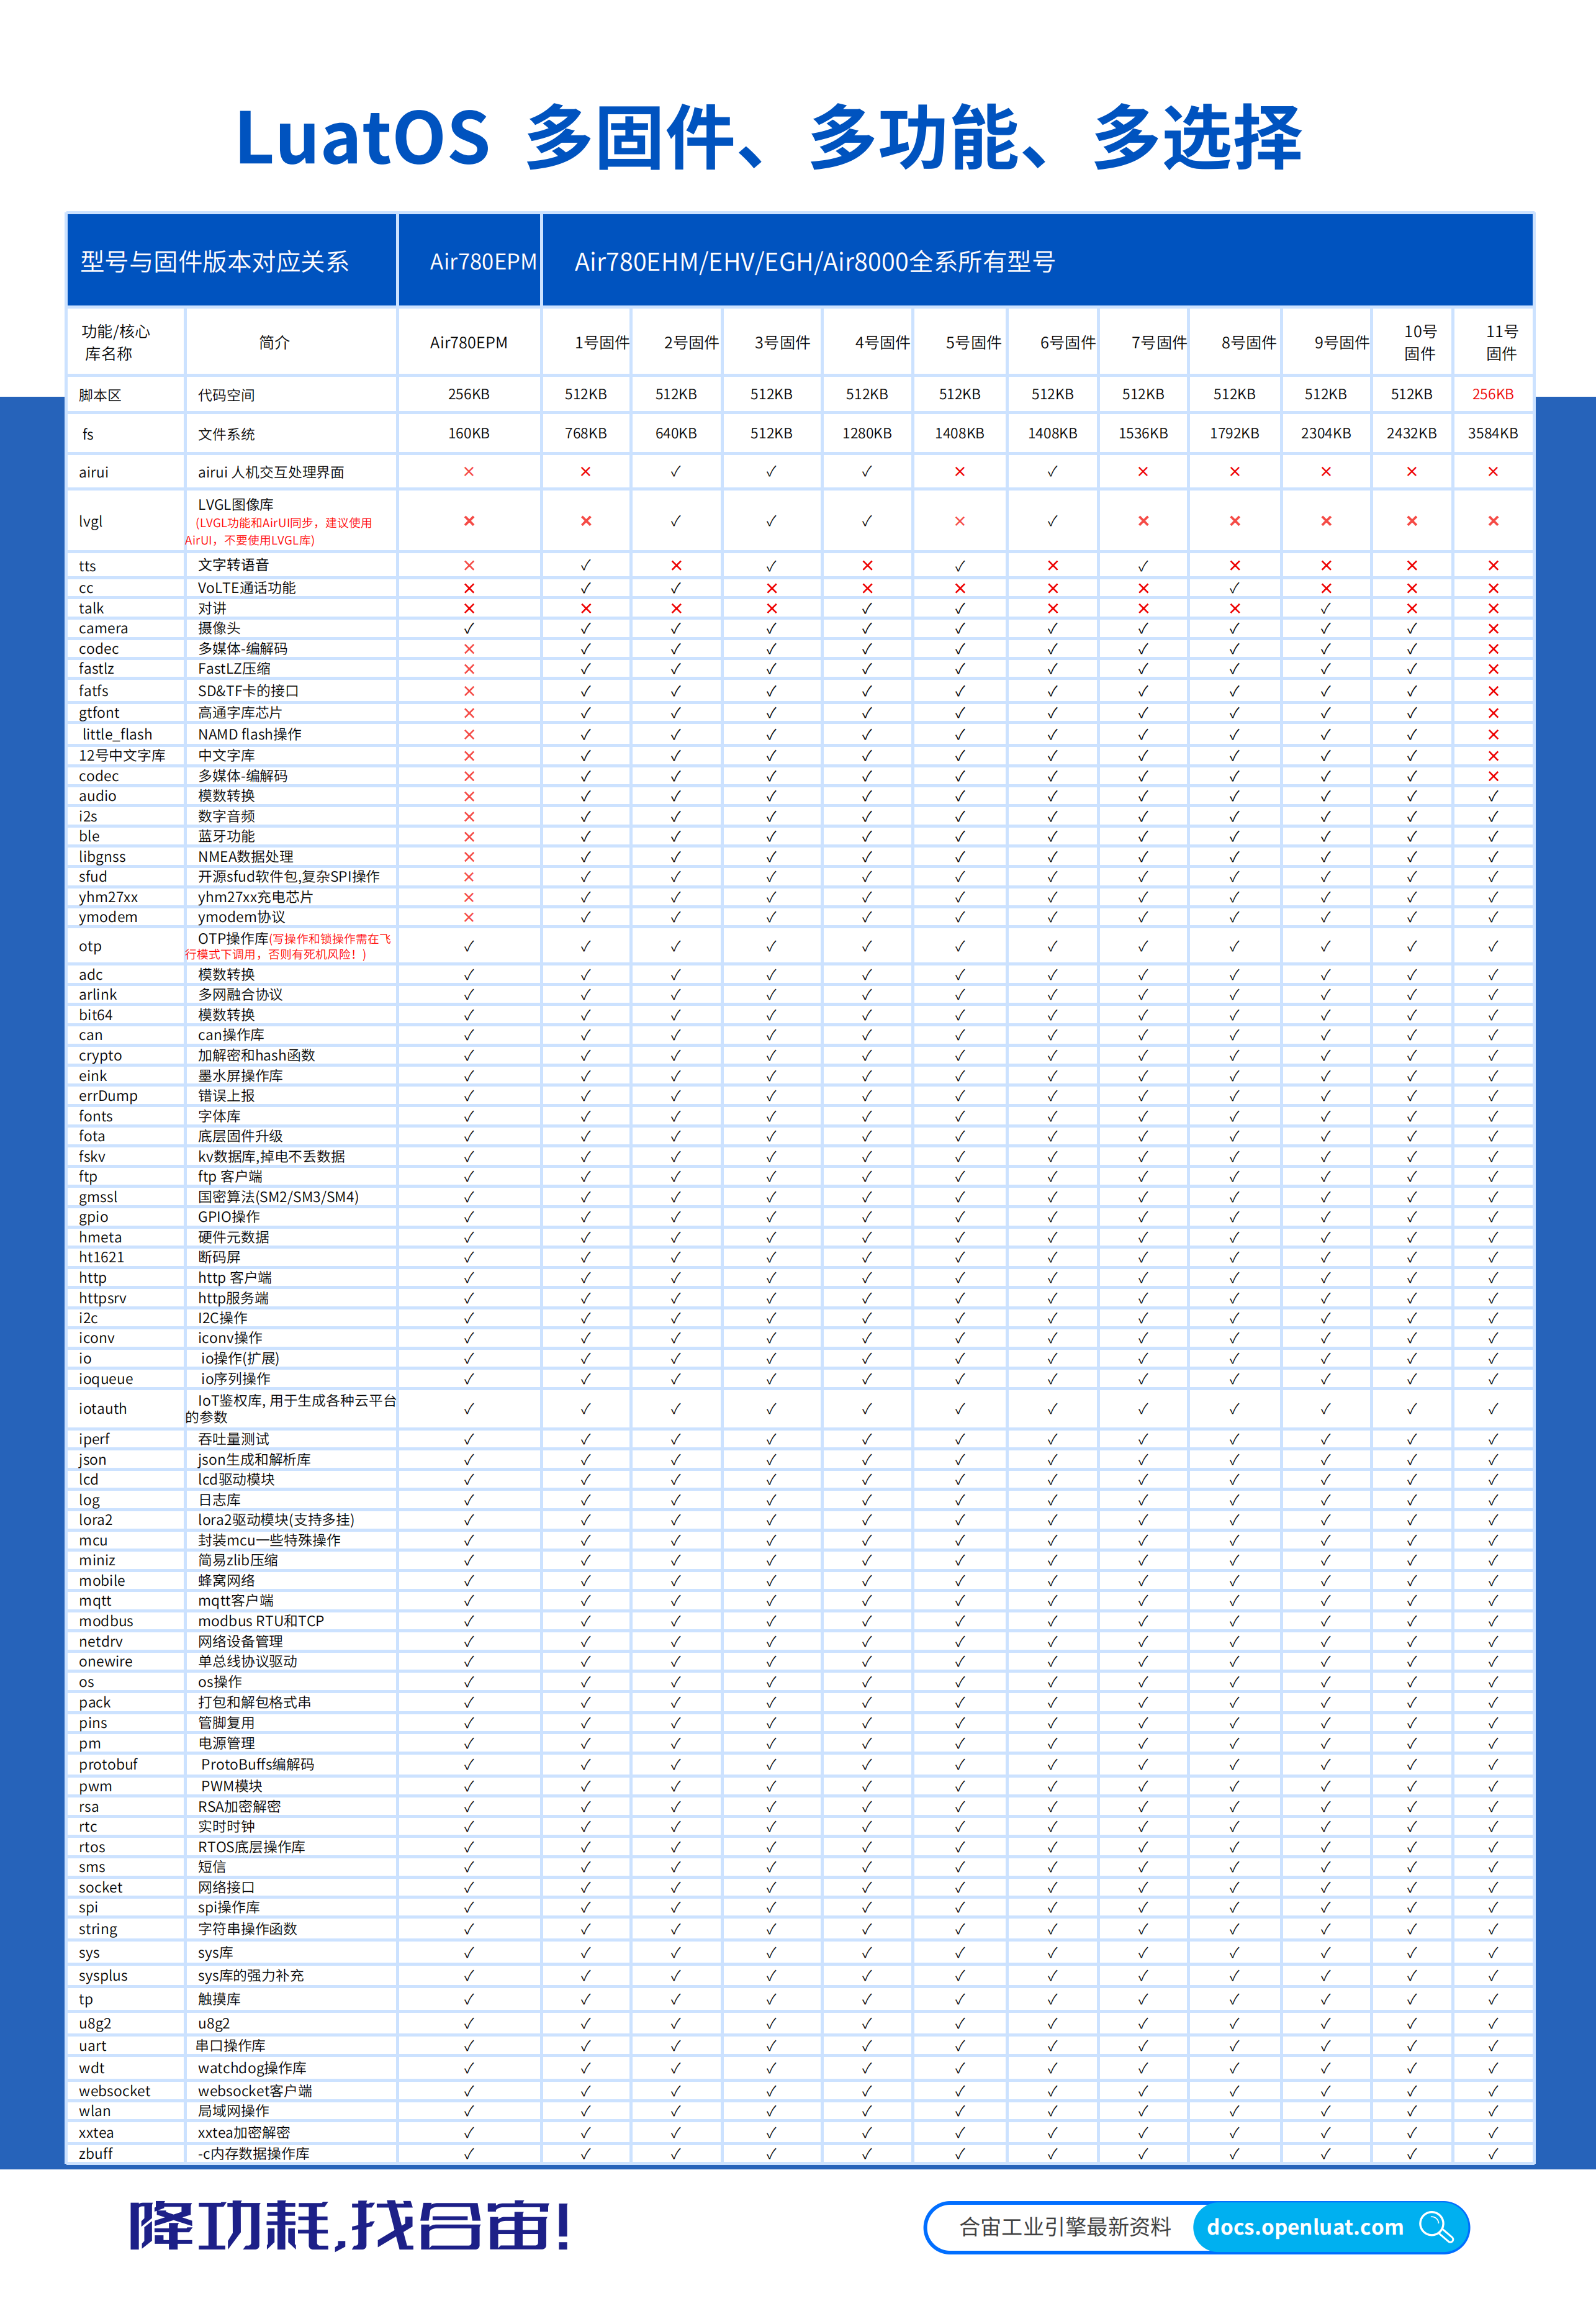 LuatOS 多固件、多功能、多选择
型号与固件版本对应关系 Air780EPM Air780EHM/EHV/EGH/Air8000全系所有型号
功能/核心
库名称 简介 Air780EPM 1号固件 2号固件 3号固件 4号固件 5号固件 6号固件 7号固件 8号固件 9号固件 10号
固件 11号
固件
脚本区 代码空间 256KB 512KB 512KB 512KB 512KB 512KB 512KB 512KB 512KB 512KB 512KB 256KB
fs 文件系统 160KB 768KB 640KB 512KB 1280KB 1408KB 1408KB 1536KB 1792KB 2304KB 2432KB 3584KB
airui airui 人机交互处理界面 × × ✓ ✓ ✓ × ✓ × × × × ×
lvgl LVGL图像库
(LVGL功能和AirUI同步，建议使用
AirUI，不要使用LVGL库) × × ✓ ✓ ✓ × ✓ × × × × ×
tts 文字转语音 × ✓ × ✓ × ✓ × ✓ × × × ×
cc VoLTE通话功能 × ✓ ✓ × × × × × ✓ × × ×
talk 对讲 × × × × ✓ ✓ × × × ✓ × ×
camera 摄像头 ✓ ✓ ✓ ✓ ✓ ✓ ✓ ✓ ✓ ✓ ✓ ×
codec 多媒体-编解码 × ✓ ✓ ✓ ✓ ✓ ✓ ✓ ✓ ✓ ✓ ×
fastlz FastLZ压缩 × ✓ ✓ ✓ ✓ ✓ ✓ ✓ ✓ ✓ ✓ ×
fatfs SD&TF卡的接口 × ✓ ✓ ✓ ✓ ✓ ✓ ✓ ✓ ✓ ✓ ×
gtfont 高通字库芯片 × ✓ ✓ ✓ ✓ ✓ ✓ ✓ ✓ ✓ ✓ ×
little_flash NAMD flash操作 × ✓ ✓ ✓ ✓ ✓ ✓ ✓ ✓ ✓ ✓ ×
12号中文字库 中文字库 × ✓ ✓ ✓ ✓ ✓ ✓ ✓ ✓ ✓ ✓ ×
codec 多媒体-编解码 × ✓ ✓ ✓ ✓ ✓ ✓ ✓ ✓ ✓ ✓ ×
audio 模数转换 × ✓ ✓ ✓ ✓ ✓ ✓ ✓ ✓ ✓ ✓ ✓
i2s 数字音频 × ✓ ✓ ✓ ✓ ✓ ✓ ✓ ✓ ✓ ✓ ✓
ble 蓝牙功能 × ✓ ✓ ✓ ✓ ✓ ✓ ✓ ✓ ✓ ✓ ✓
libgnss NMEA数据处理 × ✓ ✓ ✓ ✓ ✓ ✓ ✓ ✓ ✓ ✓ ✓
sfud 开源sfud软件包,复杂SPI操作 × ✓ ✓ ✓ ✓ ✓ ✓ ✓ ✓ ✓ ✓ ✓
yhm27xx yhm27xx充电芯片 × ✓ ✓ ✓ ✓ ✓ ✓ ✓ ✓ ✓ ✓ ✓
ymodem ymodem协议 × ✓ ✓ ✓ ✓ ✓ ✓ ✓ ✓ ✓ ✓ ✓
otp OTP操作库(写操作和锁操作需在飞
行模式下调用，否则有死机风险！) ✓ ✓ ✓ ✓ ✓ ✓ ✓ ✓ ✓ ✓ ✓ ✓
adc 模数转换 ✓ ✓ ✓ ✓ ✓ ✓ ✓ ✓ ✓ ✓ ✓ ✓
arlink 多网融合协议 ✓ ✓ ✓ ✓ ✓ ✓ ✓ ✓ ✓ ✓ ✓ ✓
bit64 模数转换 ✓ ✓ ✓ ✓ ✓ ✓ ✓ ✓ ✓ ✓ ✓ ✓
can can操作库 ✓ ✓ ✓ ✓ ✓ ✓ ✓ ✓ ✓ ✓ ✓ ✓
crypto 加解密和hash函数 ✓ ✓ ✓ ✓ ✓ ✓ ✓ ✓ ✓ ✓ ✓ ✓
eink 墨水屏操作库 ✓ ✓ ✓ ✓ ✓ ✓ ✓ ✓ ✓ ✓ ✓ ✓
errDump 错误上报 ✓ ✓ ✓ ✓ ✓ ✓ ✓ ✓ ✓ ✓ ✓ ✓
fonts 字体库 ✓ ✓ ✓ ✓ ✓ ✓ ✓ ✓ ✓ ✓ ✓ ✓
fota 底层固件升级 ✓ ✓ ✓ ✓ ✓ ✓ ✓ ✓ ✓ ✓ ✓ ✓
fskv kv数据库,掉电不丢数据 ✓ ✓ ✓ ✓ ✓ ✓ ✓ ✓ ✓ ✓ ✓ ✓
ftp ftp 客户端 ✓ ✓ ✓ ✓ ✓ ✓ ✓ ✓ ✓ ✓ ✓ ✓
gmssl 国密算法(SM2/SM3/SM4) ✓ ✓ ✓ ✓ ✓ ✓ ✓ ✓ ✓ ✓ ✓ ✓
gpio GPIO操作 ✓ ✓ ✓ ✓ ✓ ✓ ✓ ✓ ✓ ✓ ✓ ✓
hmeta 硬件元数据 ✓ ✓ ✓ ✓ ✓ ✓ ✓ ✓ ✓ ✓ ✓ ✓
ht1621 断码屏 ✓ ✓ ✓ ✓ ✓ ✓ ✓ ✓ ✓ ✓ ✓ ✓
http http 客户端 ✓ ✓ ✓ ✓ ✓ ✓ ✓ ✓ ✓ ✓ ✓ ✓
httpsrv http服务端 ✓ ✓ ✓ ✓ ✓ ✓ ✓ ✓ ✓ ✓ ✓ ✓
i2c I2C操作 ✓ ✓ ✓ ✓ ✓ ✓ ✓ ✓ ✓ ✓ ✓ ✓
iconv iconv操作 ✓ ✓ ✓ ✓ ✓ ✓ ✓ ✓ ✓ ✓ ✓ ✓
io io操作(扩展) ✓ ✓ ✓ ✓ ✓ ✓ ✓ ✓ ✓ ✓ ✓ ✓
ioqueue io序列操作 ✓ ✓ ✓ ✓ ✓ ✓ ✓ ✓ ✓ ✓ ✓ ✓
iotauth IoT鉴权库, 用于生成各种云平台
的参数 ✓ ✓ ✓ ✓ ✓ ✓ ✓ ✓ ✓ ✓ ✓ ✓
iperf 吞吐量测试 ✓ ✓ ✓ ✓ ✓ ✓ ✓ ✓ ✓ ✓ ✓ ✓
json json生成和解析库 ✓ ✓ ✓ ✓ ✓ ✓ ✓ ✓ ✓ ✓ ✓ ✓
lcd lcd驱动模块 ✓ ✓ ✓ ✓ ✓ ✓ ✓ ✓ ✓ ✓ ✓ ✓
log 日志库 ✓ ✓ ✓ ✓ ✓ ✓ ✓ ✓ ✓ ✓ ✓ ✓
lora2 lora2驱动模块(支持多挂) ✓ ✓ ✓ ✓ ✓ ✓ ✓ ✓ ✓ ✓ ✓ ✓
mcu 封装mcu一些特殊操作 ✓ ✓ ✓ ✓ ✓ ✓ ✓ ✓ ✓ ✓ ✓ ✓
miniz 简易zlib压缩 ✓ ✓ ✓ ✓ ✓ ✓ ✓ ✓ ✓ ✓ ✓ ✓
mobile 蜂窝网络 ✓ ✓ ✓ ✓ ✓ ✓ ✓ ✓ ✓ ✓ ✓ ✓
mqtt mqtt客户端 ✓ ✓ ✓ ✓ ✓ ✓ ✓ ✓ ✓ ✓ ✓ ✓
modbus modbus RTU和TCP ✓ ✓ ✓ ✓ ✓ ✓ ✓ ✓ ✓ ✓ ✓ ✓
netdrv 网络设备管理 ✓ ✓ ✓ ✓ ✓ ✓ ✓ ✓ ✓ ✓ ✓ ✓
onewire 单总线协议驱动 ✓ ✓ ✓ ✓ ✓ ✓ ✓ ✓ ✓ ✓ ✓ ✓
os os操作 ✓ ✓ ✓ ✓ ✓ ✓ ✓ ✓ ✓ ✓ ✓ ✓
pack 打包和解包格式串 ✓ ✓ ✓ ✓ ✓ ✓ ✓ ✓ ✓ ✓ ✓ ✓
pins 管脚复用 ✓ ✓ ✓ ✓ ✓ ✓ ✓ ✓ ✓ ✓ ✓ ✓
pm 电源管理 ✓ ✓ ✓ ✓ ✓ ✓ ✓ ✓ ✓ ✓ ✓ ✓
protobuf ProtoBuffs编解码 ✓ ✓ ✓ ✓ ✓ ✓ ✓ ✓ ✓ ✓ ✓ ✓
pwm PWM模块 ✓ ✓ ✓ ✓ ✓ ✓ ✓ ✓ ✓ ✓ ✓ ✓
rsa RSA加密解密 ✓ ✓ ✓ ✓ ✓ ✓ ✓ ✓ ✓ ✓ ✓ ✓
rtc 实时时钟 ✓ ✓ ✓ ✓ ✓ ✓ ✓ ✓ ✓ ✓ ✓ ✓
rtos RTOS底层操作库 ✓ ✓ ✓ ✓ ✓ ✓ ✓ ✓ ✓ ✓ ✓ ✓
sms 短信 ✓ ✓ ✓ ✓ ✓ ✓ ✓ ✓ ✓ ✓ ✓ ✓
socket 网络接口 ✓ ✓ ✓ ✓ ✓ ✓ ✓ ✓ ✓ ✓ ✓ ✓
spi spi操作库 ✓ ✓ ✓ ✓ ✓ ✓ ✓ ✓ ✓ ✓ ✓ ✓
string 字符串操作函数 ✓ ✓ ✓ ✓ ✓ ✓ ✓ ✓ ✓ ✓ ✓ ✓
sys sys库 ✓ ✓ ✓ ✓ ✓ ✓ ✓ ✓ ✓ ✓ ✓ ✓
sysplus sys库的强力补充 ✓ ✓ ✓ ✓ ✓ ✓ ✓ ✓ ✓ ✓ ✓ ✓
tp 触摸库 ✓ ✓ ✓ ✓ ✓ ✓ ✓ ✓ ✓ ✓ ✓ ✓
u8g2 u8g2 ✓ ✓ ✓ ✓ ✓ ✓ ✓ ✓ ✓ ✓ ✓ ✓
uart 串口操作库 ✓ ✓ ✓ ✓ ✓ ✓ ✓ ✓ ✓ ✓ ✓ ✓
wdt watchdog操作库 ✓ ✓ ✓ ✓ ✓ ✓ ✓ ✓ ✓ ✓ ✓ ✓
websocket websocket客户端 ✓ ✓ ✓ ✓ ✓ ✓ ✓ ✓ ✓ ✓ ✓ ✓
wlan 局域网操作 ✓ ✓ ✓ ✓ ✓ ✓ ✓ ✓ ✓ ✓ ✓ ✓
xxtea xxtea加密解密 ✓ ✓ ✓ ✓ ✓ ✓ ✓ ✓ ✓ ✓ ✓ ✓
zbuff -c内存数据操作库 ✓ ✓ ✓ ✓ ✓ ✓ ✓ ✓ ✓ ✓ ✓ ✓
降功耗,找合宙!
合宙工业引擎最新资料 docs.openluat.com